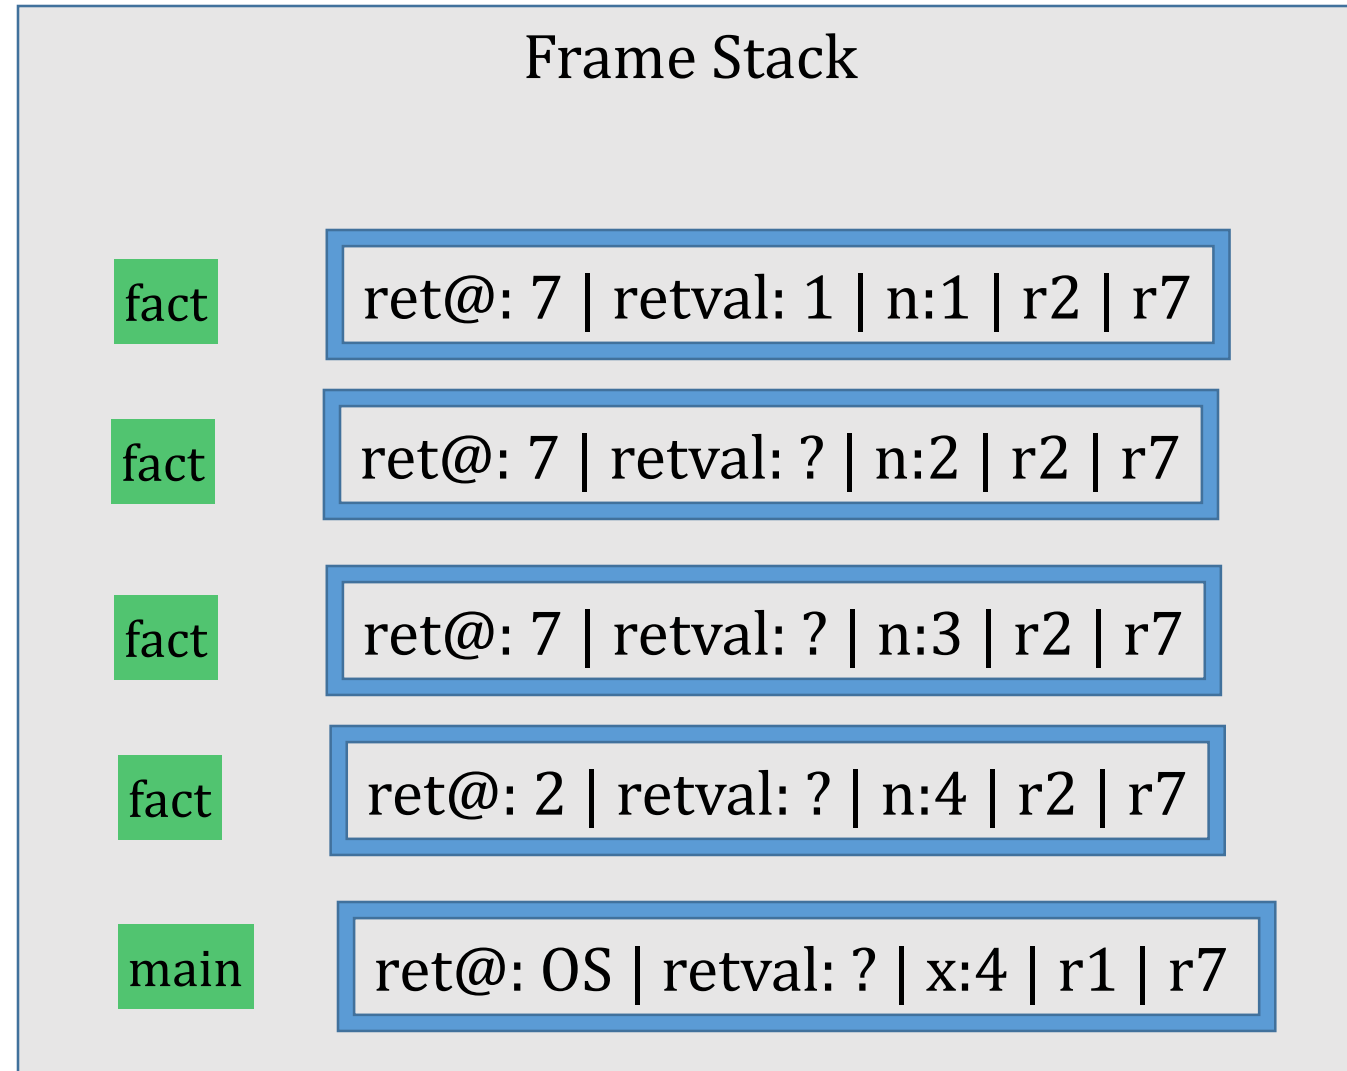 Frame Stack
fact
ret@: 7 | retval: 1 | n:1 | r2 | r7
fact
ret@: 7 | retval: ? | n:2 | r2 | r7
fact
ret@: 7 | retval: ? | n:3 | r2 | r7
fact
ret@: 2 | retval: ? | n:4 | r2 | r7
main
ret@: OS | retval: ? | x:4 | r1 | r7